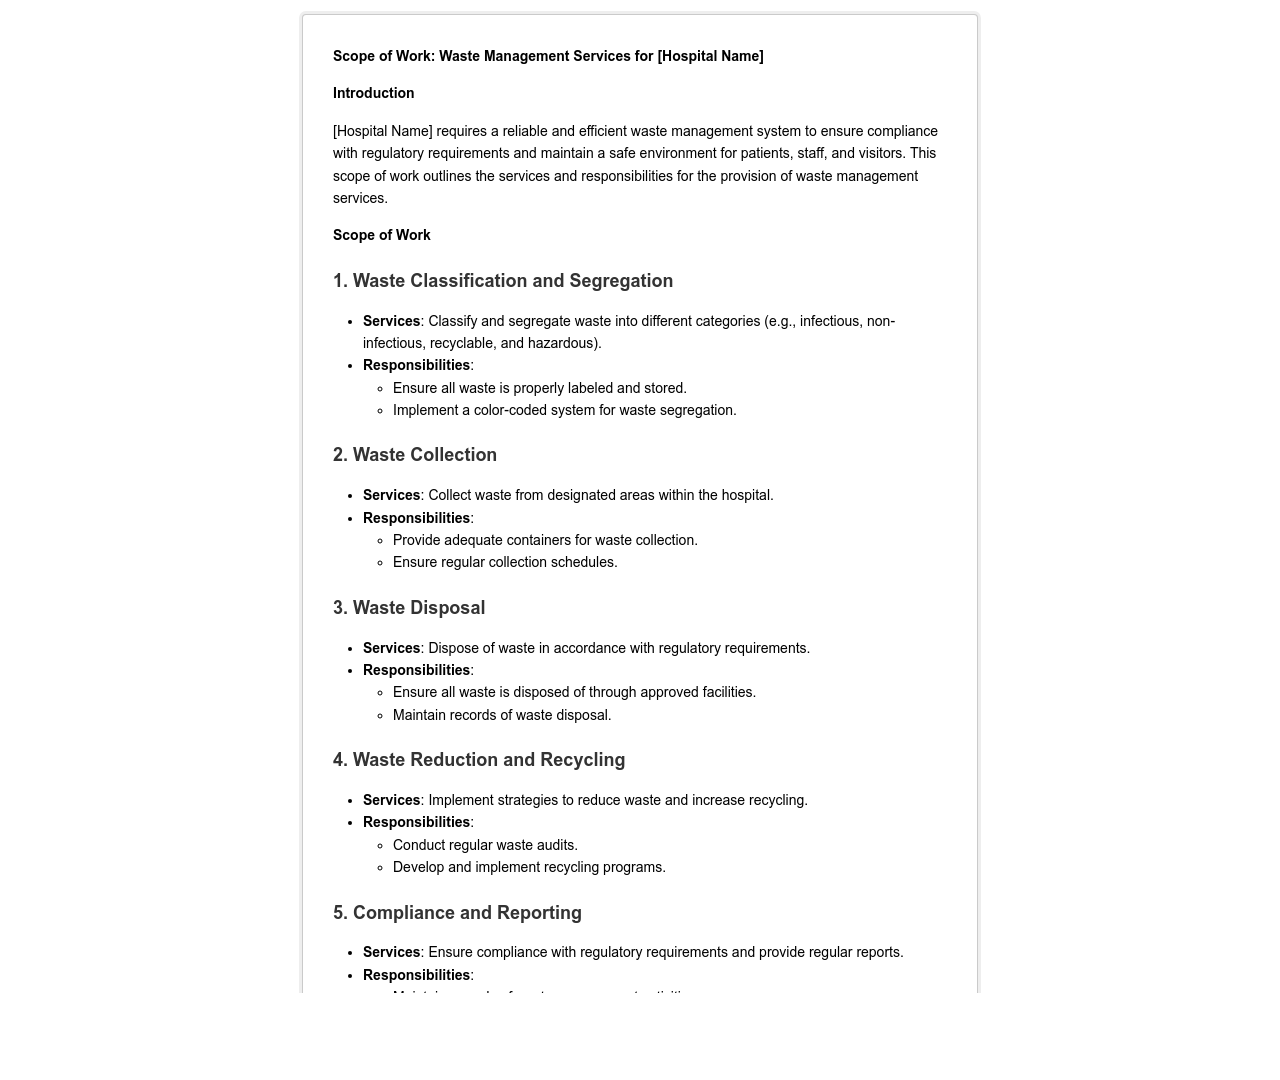 Scope of Work: Waste Management Services for [Hospital Name]
Introduction
[Hospital Name] requires a reliable and efficient waste management system to ensure compliance
with regulatory requirements and maintain a safe environment for patients, staff, and visitors. This
scope of work outlines the services and responsibilities for the provision of waste management
services.
Scope of Work
1. Waste Classification and Segregation
• Services: Classify and segregate waste into different categories (e.g., infectious, non-
infectious, recyclable, and hazardous).
• Responsibilities:
◦ Ensure all waste is properly labeled and stored.
◦ Implement a color-coded system for waste segregation.
2. Waste Collection
• Services: Collect waste from designated areas within the hospital.
• Responsibilities:
◦ Provide adequate containers for waste collection.
◦ Ensure regular collection schedules.
3. Waste Disposal
• Services: Dispose of waste in accordance with regulatory requirements.
• Responsibilities:
◦ Ensure all waste is disposed of through approved facilities.
◦ Maintain records of waste disposal.
4. Waste Reduction and Recycling
• Services: Implement strategies to reduce waste and increase recycling.
• Responsibilities:
◦ Conduct regular waste audits.
◦ Develop and implement recycling programs.
5. Compliance and Reporting
• Services: Ensure compliance with regulatory requirements and provide regular reports.
• Responsibilities: